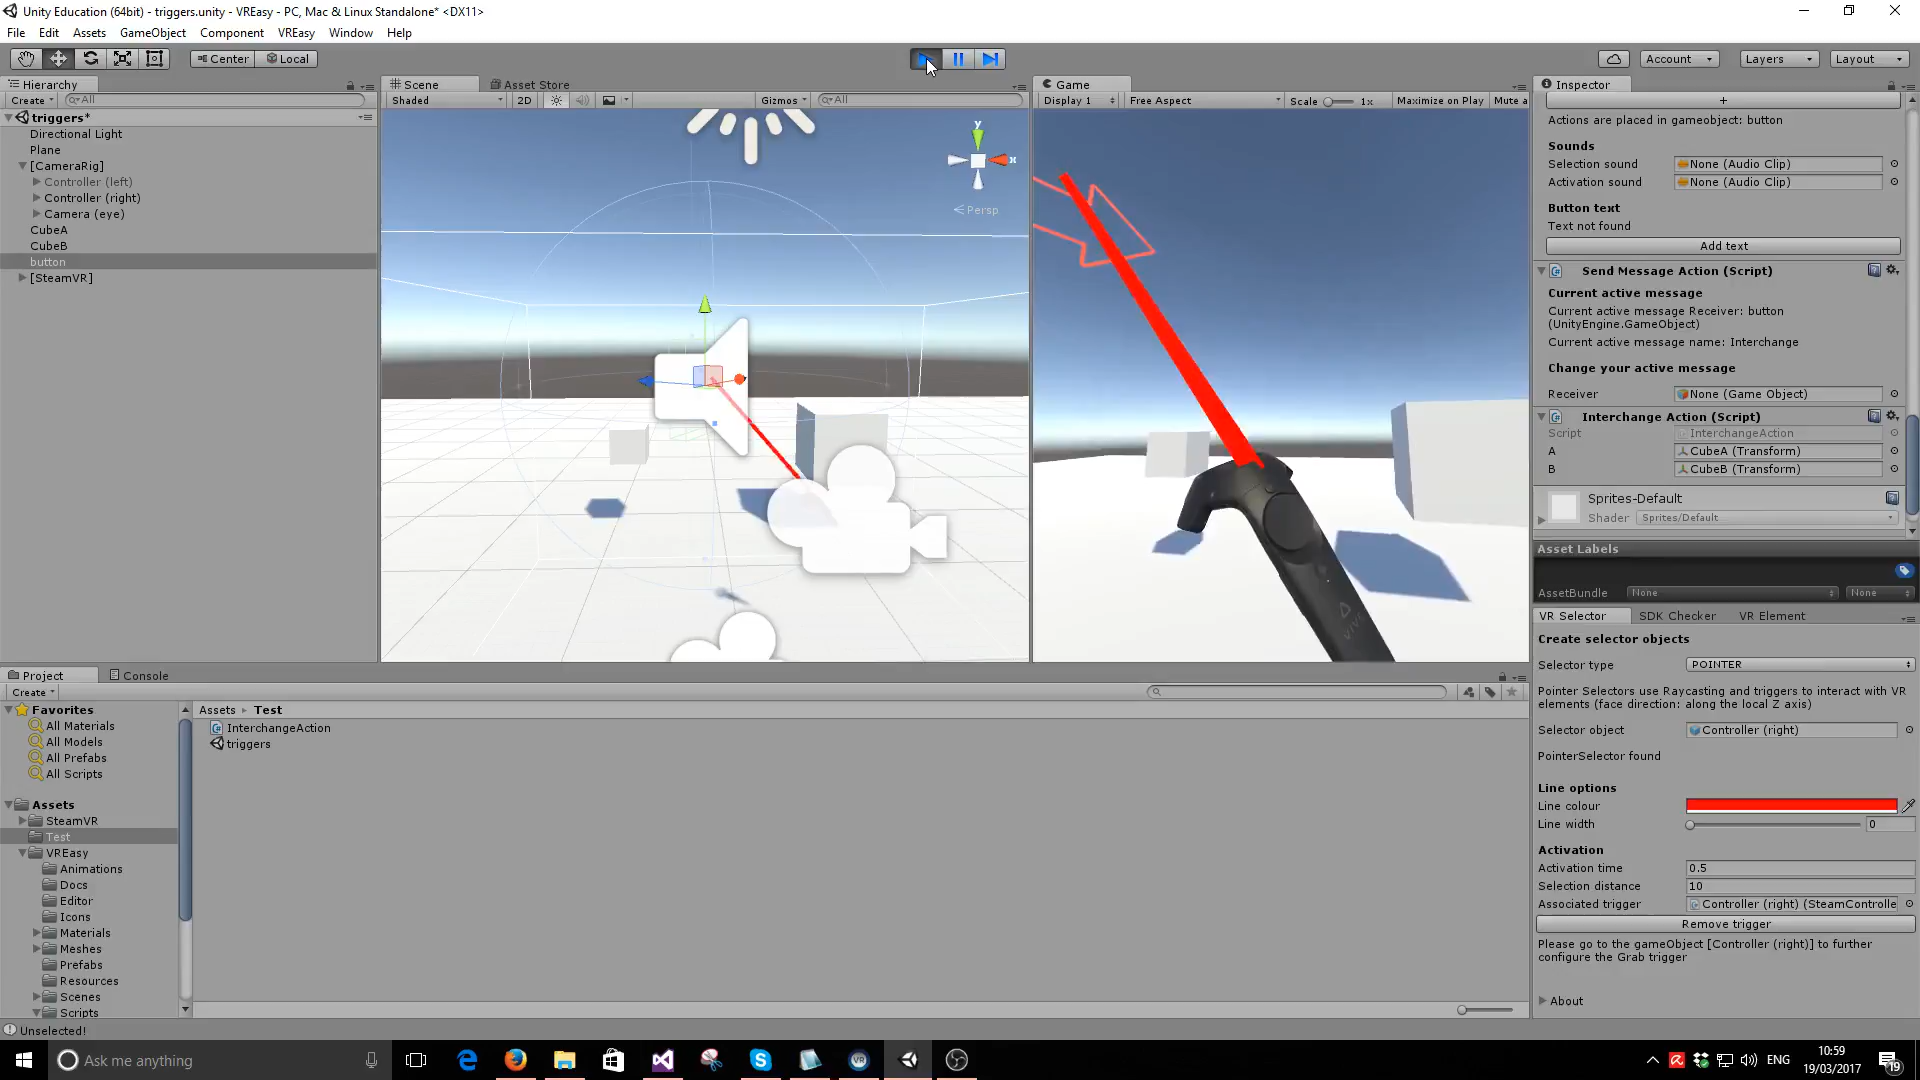 Unity Education (64bit) - triggers.unity - VREasy - PC, Mac & Linux Standalone* <DX11>
File Edit Assets GameObject Component VREasy Window Help
Center Local Account Layers Layout
Hierarchy
Create All
triggers*
Directional Light
Plane
[CameraRig]
Controller (left)
Controller (right)
Camera (eye)
CubeA
CubeB
button
[SteamVR]
Scene Asset Store
Shaded 2D Gizmos All
y
x
Persp
Game
Display 1 Free Aspect Scale 1x Maximize on Play Mute a
VIVE
Inspector
+
Actions are placed in gameobject: button
Sounds
Selection sound None (Audio Clip)
Activation sound None (Audio Clip)
Button text
Text not found
Add text
Send Message Action (Script)
Current active message
Current active message Receiver: button
(UnityEngine.GameObject)
Current active message name: Interchange
Change your active message
Receiver None (Game Object)
Interchange Action (Script)
Script InterchangeAction
A CubeA (Transform)
B CubeB (Transform)
Sprites-Default
Shader Sprites/Default
Asset Labels
AssetBundle None None
VR Selector SDK Checker VR Element
Create selector objects
Selector type POINTER
Pointer Selectors use Raycasting and triggers to interact with VR
elements (face direction: along the local Z axis)
Selector object Controller (right)
PointerSelector found
Line options
Line colour
Line width 0
Activation
Activation time 0.5
Selection distance 10
Associated trigger Controller (right) (SteamControlle
Remove trigger
Please go to the gameObject [Controller (right)] to further
configure the Grab trigger
About
Project Console
Create
Favorites
All Materials
All Models
All Prefabs
All Scripts
Assets
SteamVR
Test
VREasy
Animations
Docs
Editor
Icons
Materials
Meshes
Prefabs
Resources
Scenes
Scripts
Assets Test
InterchangeAction
triggers
Unselected!
Ask me anything
ENG
10:59
19/03/2017
19